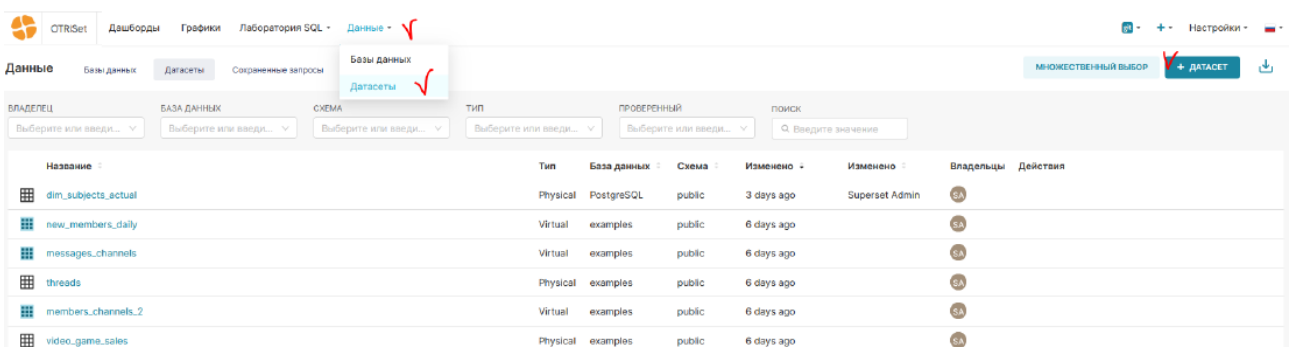 OTRISet Дашборды Графики Лаборатория SQL Данные Настройки
Базы данных
Датасеты
Данные Базы данных Датасеты Сохраненные запросы МНОЖЕСТВЕННЫЙ ВЫБОР + ДАТАСЕТ
ВЛАДЕЛЕЦ БАЗА ДАННЫХ СХЕМА ТИП ПРОВЕРЕННЫЙ ПОИСК
Выберите или введи... Выберите или введи... Выберите или введи... Выберите или введи... Выберите или введи... Введите значение
Название Тип База данных Схема Изменено Изменено Владельцы Действия
dim_subjects_actual Physical PostgreSQL public 3 days ago Superset Admin SA
new_members_daily Virtual examples public 6 days ago SA
messages_channels Virtual examples public 6 days ago SA
threads Physical examples public 6 days ago SA
members_channels_2 Virtual examples public 6 days ago SA
video_game_sales Physical examples public 6 days ago SA